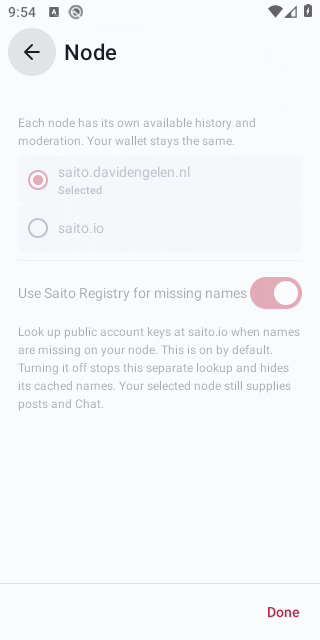 9:54
Node
Each node has its own available history and
moderation. Your wallet stays the same.
saito.davidengelen.nl
Selected
saito.io
Use Saito Registry for missing names
Look up public account keys at saito.io when names
are missing on your node. This is on by default.
Turning it off stops this separate lookup and hides
its cached names. Your selected node still supplies
posts and Chat.
Done